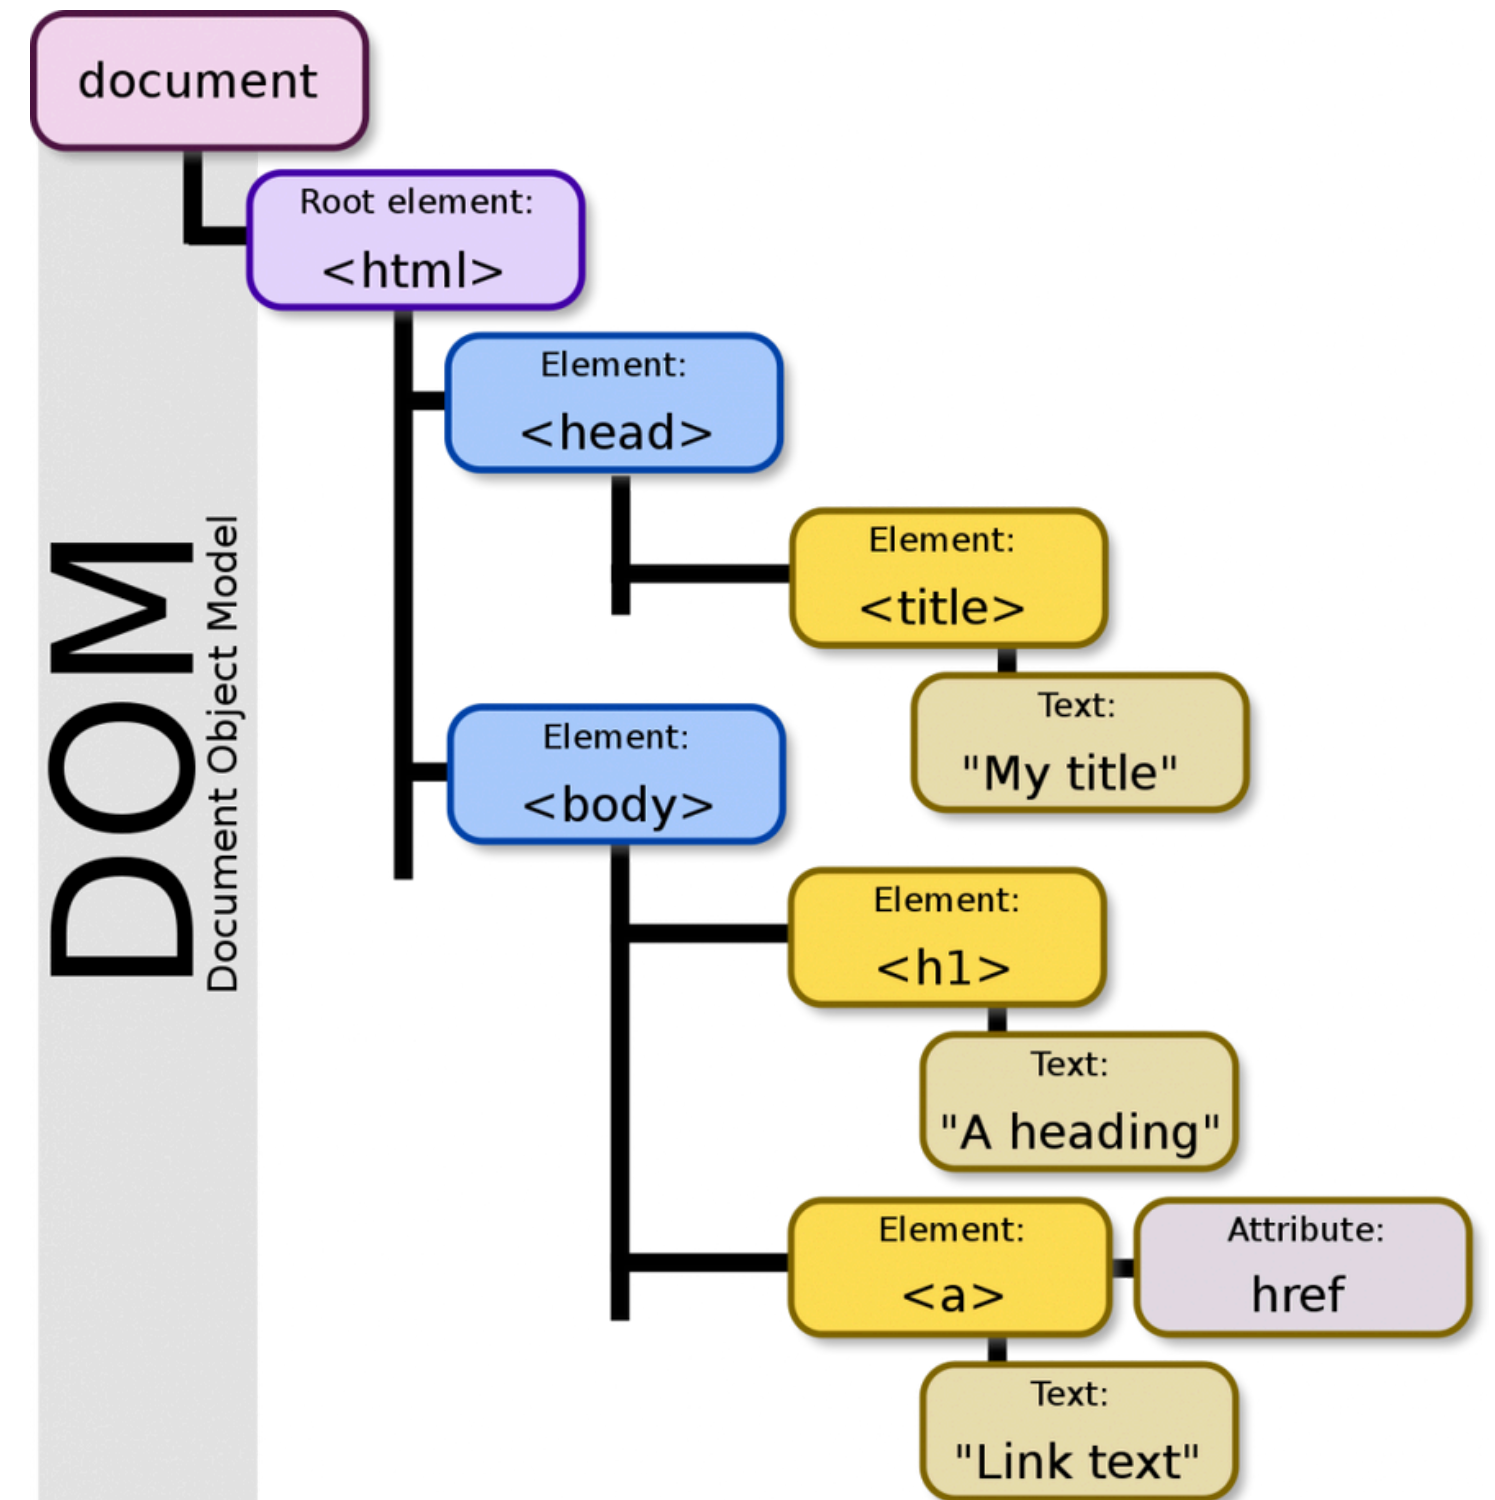 document
Root element:
<html>
Element:
<head>
Element:
<title>
Text:
"My title"
Element:
<body>
Element:
<h1>
Text:
"A heading"
Element:
<a>
Attribute:
href
Text:
"Link text"
DOM
Document Object Model